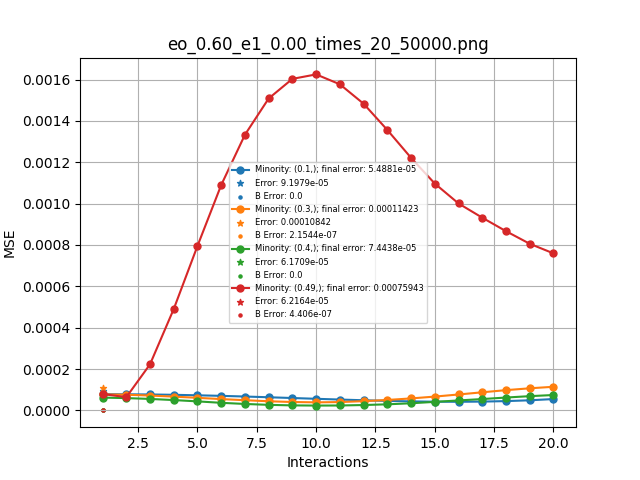 eo_0.60_e1_0.00_times_20_50000.png
0.0016
0.0014
0.0012
0.0010
0.0008
0.0006
0.0004
0.0002
0.0000
MSE
Minority: (0.1,); final error: 5.4881e-05
Error: 9.1979e-05
B Error: 0.0
Minority: (0.3,); final error: 0.00011423
Error: 0.00010842
B Error: 2.1544e-07
Minority: (0.4,); final error: 7.4438e-05
Error: 6.1709e-05
B Error: 0.0
Minority: (0.49,); final error: 0.00075943
Error: 6.2164e-05
B Error: 4.406e-07
2.5 5.0 7.5 10.0 12.5 15.0 17.5 20.0
Interactions